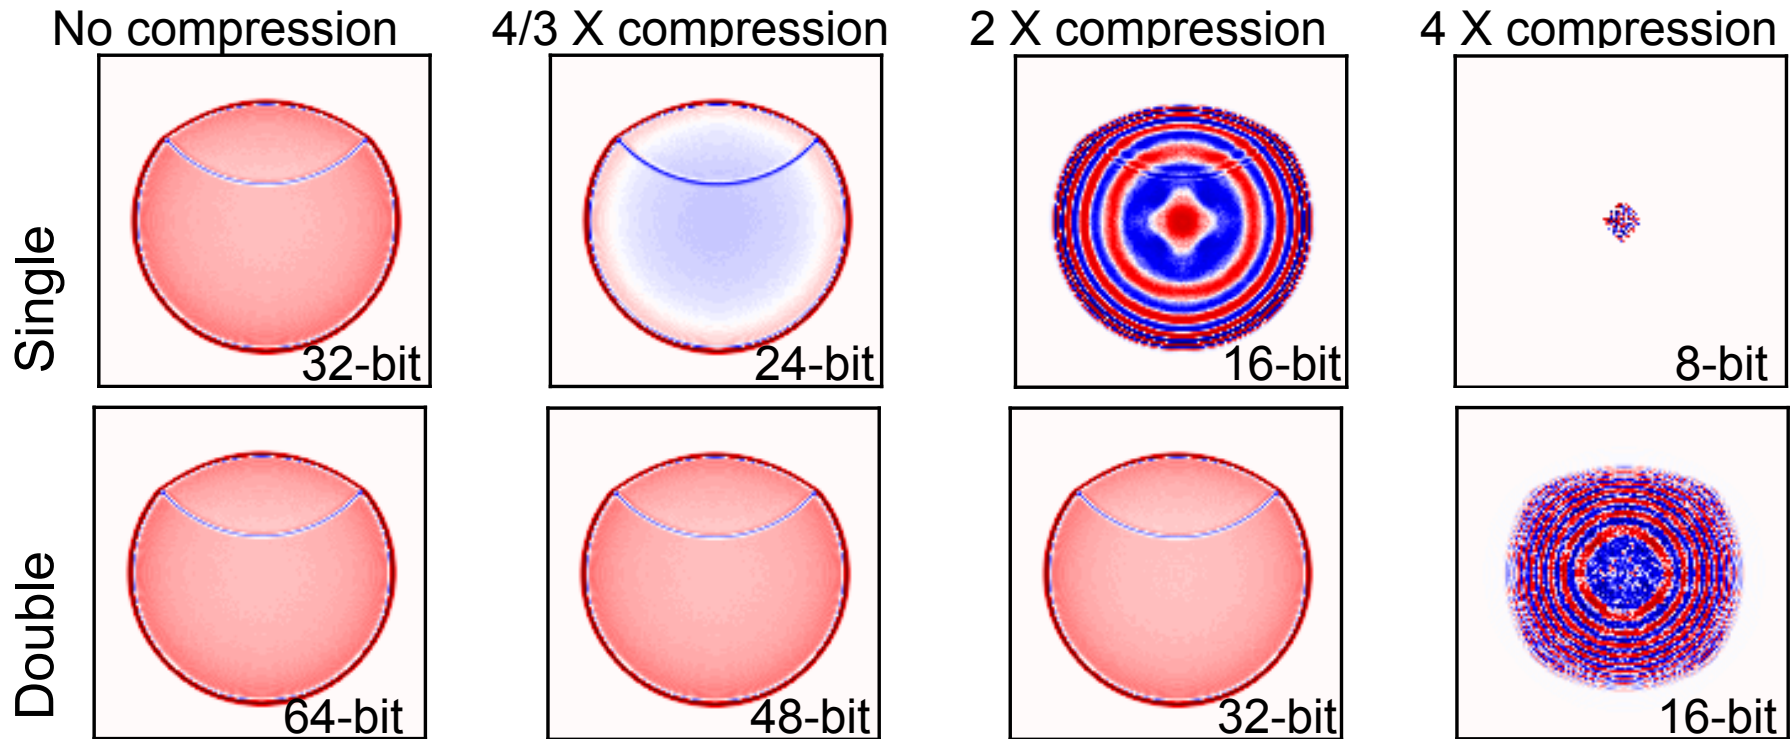 No compression
4/3 X compression
2 X compression
4 X compression
Single
32-bit
24-bit
16-bit
8-bit
Double
64-bit
48-bit
32-bit
16-bit